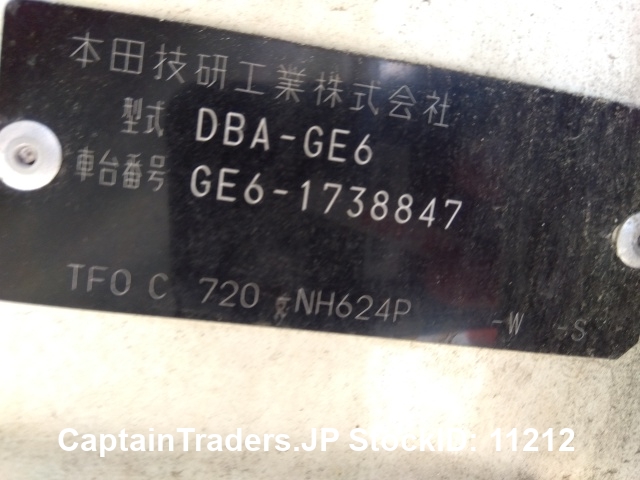 本田技研工業株式会社
型式 DBA-GE6
車台番号 GE6-1738847
TF0 C 720 NH624P -W -S
CaptainTraders.JP StockID: 11212